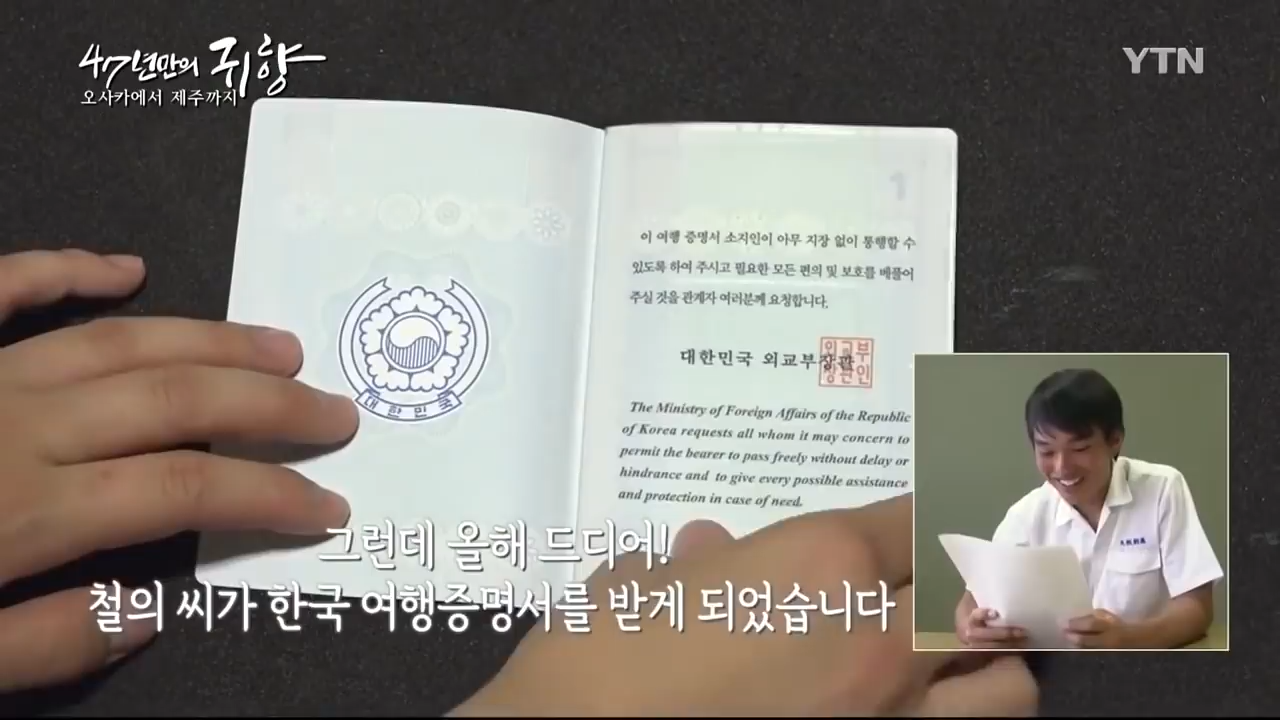 47년만의 귀향
오사카에서 제주까지
YTN
대한민국
1
이 여행 증명서 소지인이 아무 지장 없이 통행할 수
있도록 하여 주시고 필요한 모든 편의 및 보호를 베풀어
주실 것을 관계자 여러분께 요청합니다.
대한민국 외교부장관
외교부
장관인
The Ministry of Foreign Affairs of the Republic
of Korea requests all whom it may concern to
permit the bearer to pass freely without delay or
hindrance and to give every possible assistance
and protection in case of need.
그런데 올해 드디어!
철의 씨가 한국 여행증명서를 받게 되었습니다